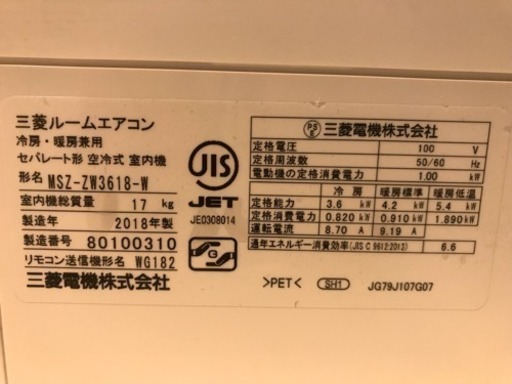 三菱ルームエアコン
冷房・暖房兼用
セパレート形 空冷式 室内機
形名 MSZ-ZW3618-W
室内機総質量 17 kg
製造年 2018年製
製造番号 80100310
リモコン送信機形名 WG182
三菱電機株式会社
JIS
JET
JE0308014
PSE 三菱電機株式会社
定格電圧 100 V
定格周波数 50/60 Hz
電動機の定格消費電力 1.00 kW
冷房 暖房標準 暖房低温
定格能力 3.6 kW 4.2 kW 5.4 kW
定格消費電力 0.820 kW 0.910 kW 1.890 kW
運転電流 8.70 A 9.19 A
通年エネルギー消費効率(JIS C 9612:2013) 6.6
>PET< SH1 JG79J107G07